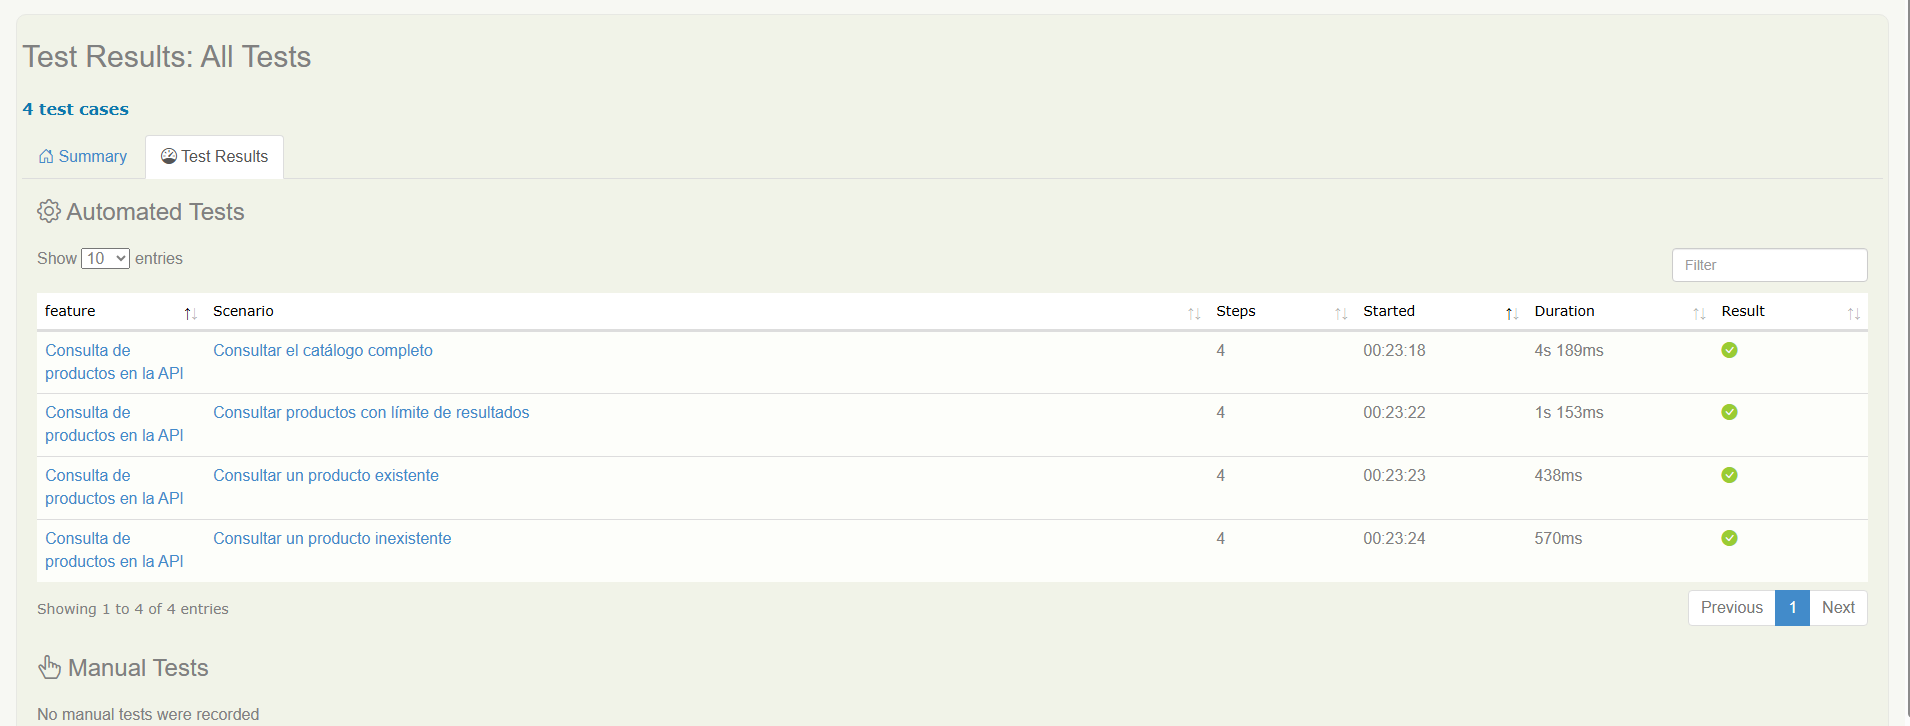 Test Results: All Tests
4 test cases
Summary
Test Results
Automated Tests
Show 10 entries
Filter
feature Scenario Steps Started Duration Result
Consulta de
productos en la API
Consultar el catálogo completo 4 00:23:18 4s 189ms
Consulta de
productos en la API
Consultar productos con límite de resultados 4 00:23:22 1s 153ms
Consulta de
productos en la API
Consultar un producto existente 4 00:23:23 438ms
Consulta de
productos en la API
Consultar un producto inexistente 4 00:23:24 570ms
Showing 1 to 4 of 4 entries
Previous 1 Next
Manual Tests
No manual tests were recorded